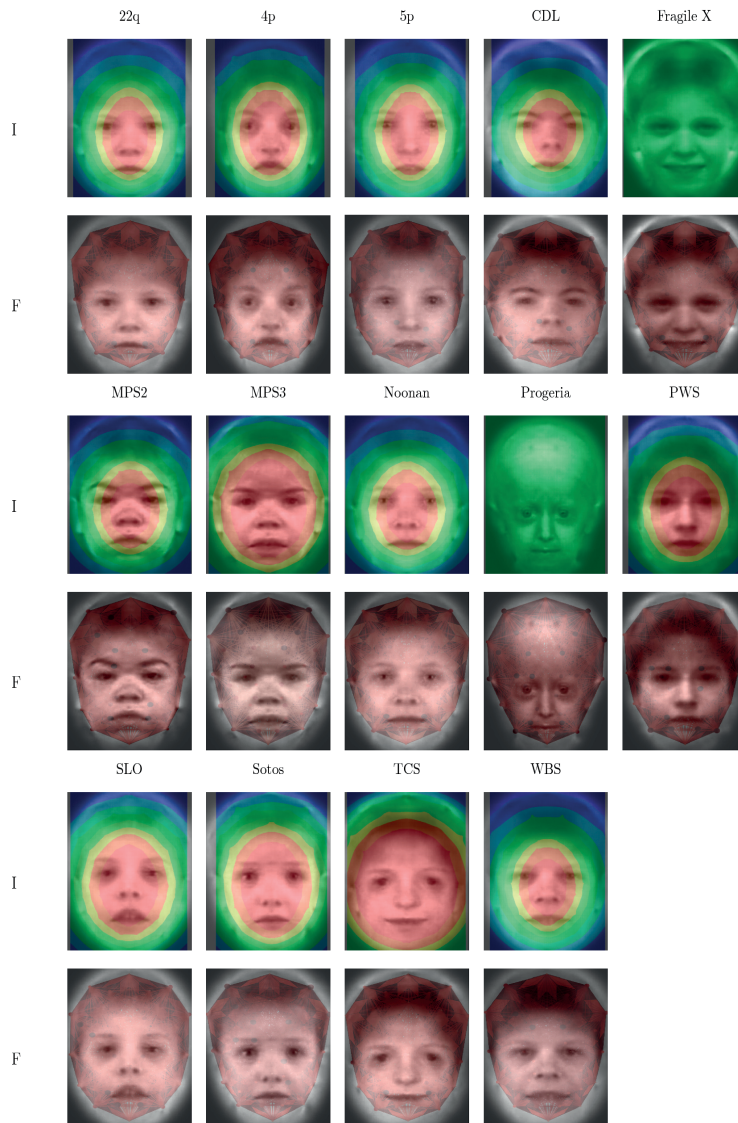 22q 4p 5p CDL Fragile X
I
F
MPS2 MPS3 Noonan Progeria PWS
I
F
SLO Sotos TCS WBS
I
F